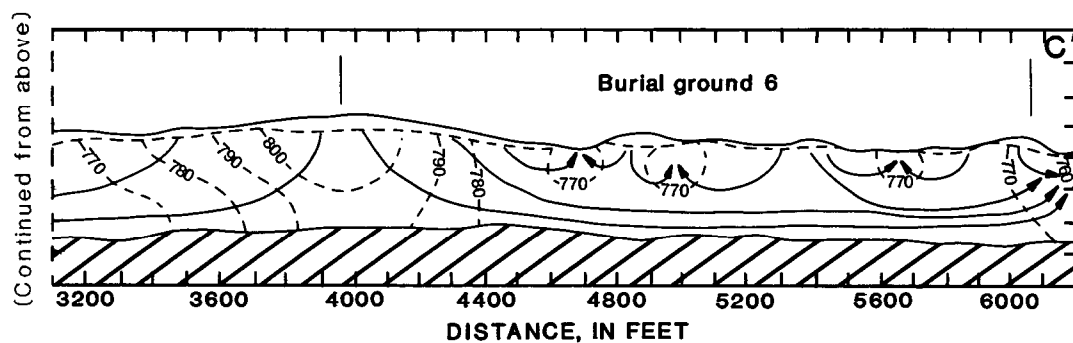 (Continued from above)
C
Burial ground 6
770
780
790
800
790
780
770
770
770
770
760
3200 3600 4000 4400 4800 5200 5600 6000
DISTANCE, IN FEET